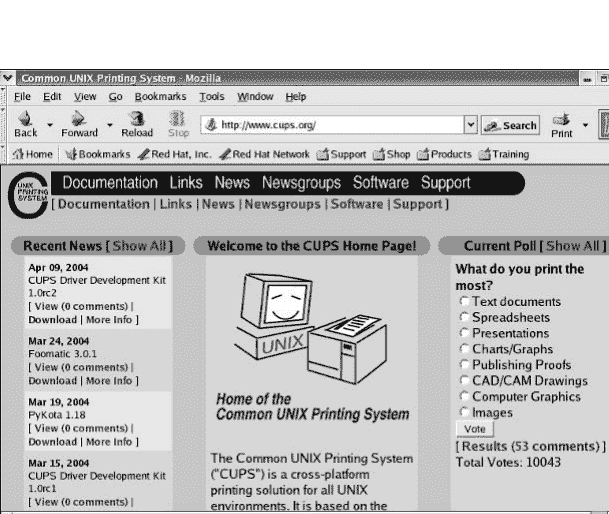 Common UNIX Printing System - Mozilla
File Edit View Go Bookmarks Tools Window Help
Back Forward Reload Stop http://www.cups.org/ Search Print
Home Bookmarks Red Hat, Inc. Red Hat Network Support Shop Products Training
UNIX
PRINTING
SYSTEM
Documentation Links News Newsgroups Software Support
[ Documentation | Links | News | Newsgroups | Software | Support ]
Recent News [ Show All ]
Apr 09, 2004
CUPS Driver Development Kit
1.0rc2
[ View (0 comments) |
Download | More Info ]
Mar 24, 2004
Foomatic 3.0.1
[ View (0 comments) |
Download | More Info ]
Mar 19, 2004
PyKota 1.18
[ View (0 comments) |
Download | More Info ]
Mar 15, 2004
CUPS Driver Development Kit
1.0rc1
[ View (0 comments) |
Welcome to the CUPS Home Page!
UNIX
Home of the
Common UNIX Printing System
The Common UNIX Printing System
("CUPS") is a cross-platform
printing solution for all UNIX
environments. It is based on the
Current Poll [ Show All ]
What do you print the
most?
Text documents
Spreadsheets
Presentations
Charts/Graphs
Publishing Proofs
CAD/CAM Drawings
Computer Graphics
Images
Vote
[ Results (53 comments) ]
Total Votes: 10043